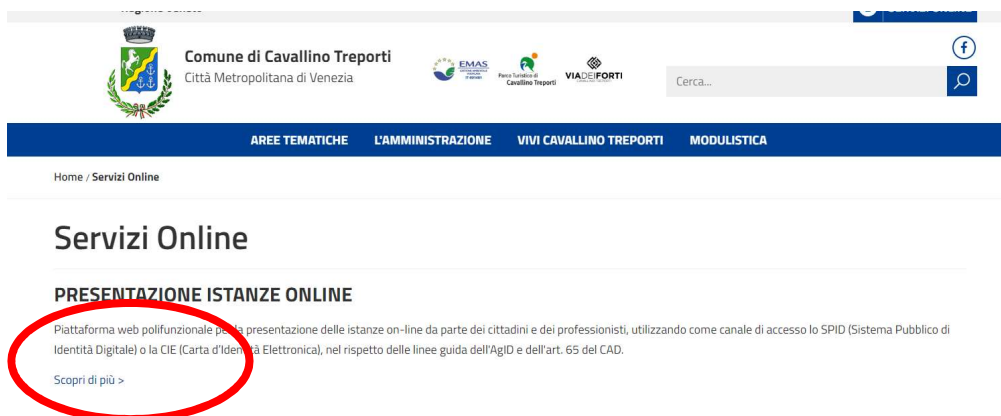 Comune di Cavallino Treporti
Città Metropolitana di Venezia
EMAS
Parco Turistico di
Cavallino Treporti
VIADEIFORTI
Cerca...
AREE TEMATICHE L'AMMINISTRAZIONE VIVI CAVALLINO TREPORTI MODULISTICA
Home / Servizi Online
Servizi Online
PRESENTAZIONE ISTANZE ONLINE
Piattaforma web polifunzionale per la presentazione delle istanze on-line da parte dei cittadini e dei professionisti, utilizzando come canale di accesso lo SPID (Sistema Pubblico di
Identità Digitale) o la CIE (Carta d'Identità Elettronica), nel rispetto delle linee guida dell'AgID e dell'art. 65 del CAD.
Scopri di più >